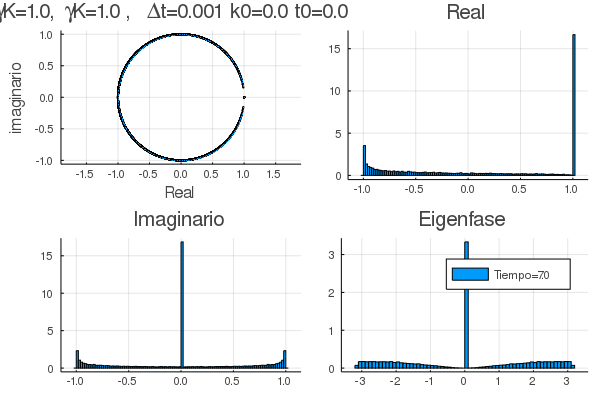 γK=1.0, γK=1.0 , Δt=0.001 k0=0.0 t0=0.0
Real
1.0
0.5
0.0
-0.5
-1.0
imaginario
-1.5 -1.0 -0.5 0.0 0.5 1.0 1.5
Real
15
10
5
0
-1.0 -0.5 0.0 0.5 1.0
Imaginario
15
10
5
0
-1.0 -0.5 0.0 0.5 1.0
Eigenfase
3
2
1
0
-3 -2 -1 0 1 2 3
Tiempo=7.0